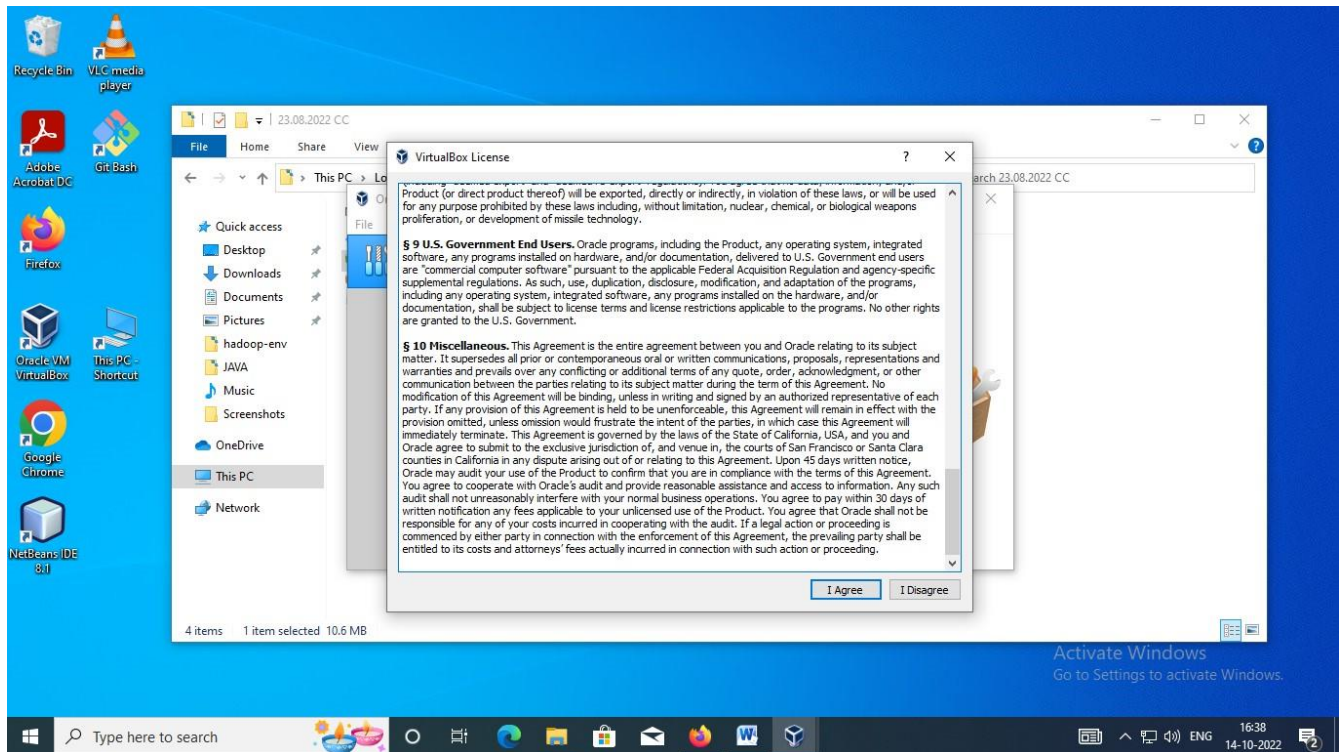 Recycle Bin
VLC media
player
Adobe
Acrobat DC
Git Bash
Firefox
Oracle VM
VirtualBox
This PC -
Shortcut
Google
Chrome
NetBeans IDE
8.1
23.08.2022 CC
File Home Share View
This PC > Lo
arch 23.08.2022 CC
Quick access
Desktop
Downloads
Documents
Pictures
hadoop-env
JAVA
Music
Screenshots
OneDrive
This PC
Network
4 items 1 item selected 10.6 MB
File
VirtualBox License
Product (or direct product thereof) will be exported, directly or indirectly, in violation of these laws, or will be used
for any purpose prohibited by these laws including, without limitation, nuclear, chemical, or biological weapons
proliferation, or development of missile technology.
§ 9 U.S. Government End Users. Oracle programs, including the Product, any operating system, integrated
software, any programs installed on hardware, and/or documentation, delivered to U.S. Government end users
are "commercial computer software" pursuant to the applicable Federal Acquisition Regulation and agency-specific
supplemental regulations. As such, use, duplication, disclosure, modification, and adaptation of the programs,
including any operating system, integrated software, any programs installed on the hardware, and/or
documentation, shall be subject to license terms and license restrictions applicable to the programs. No other rights
are granted to the U.S. Government.
§ 10 Miscellaneous. This Agreement is the entire agreement between you and Oracle relating to its subject
matter. It supersedes all prior or contemporaneous oral or written communications, proposals, representations and
warranties and prevails over any conflicting or additional terms of any quote, order, acknowledgment, or other
communication between the parties relating to its subject matter during the term of this Agreement. No
modification of this Agreement will be binding, unless in writing and signed by an authorized representative of each
party. If any provision of this Agreement is held to be unenforceable, this Agreement will remain in effect with the
provision omitted, unless omission would frustrate the intent of the parties, in which case this Agreement will
immediately terminate. This Agreement is governed by the laws of the State of California, USA, and you and
Oracle agree to submit to the exclusive jurisdiction of, and venue in, the courts of San Francisco or Santa Clara
counties in California in any dispute arising out of or relating to this Agreement. Upon 45 days written notice,
Oracle may audit your use of the Product to confirm that you are in compliance with the terms of this Agreement.
You agree to cooperate with Oracle's audit and provide reasonable assistance and access to information. Any such
audit shall not unreasonably interfere with your normal business operations. You agree to pay within 30 days of
written notification any fees applicable to your unlicensed use of the Product. You agree that Oracle shall not be
responsible for any of your costs incurred in cooperating with the audit. If a legal action or proceeding is
commenced by either party in connection with the enforcement of this Agreement, the prevailing party shall be
entitled to its costs and attorneys' fees actually incurred in connection with such action or proceeding.
I Agree I Disagree
Activate Windows
Go to Settings to activate Windows.
Type here to search
ENG
16:38
14-10-2022
2